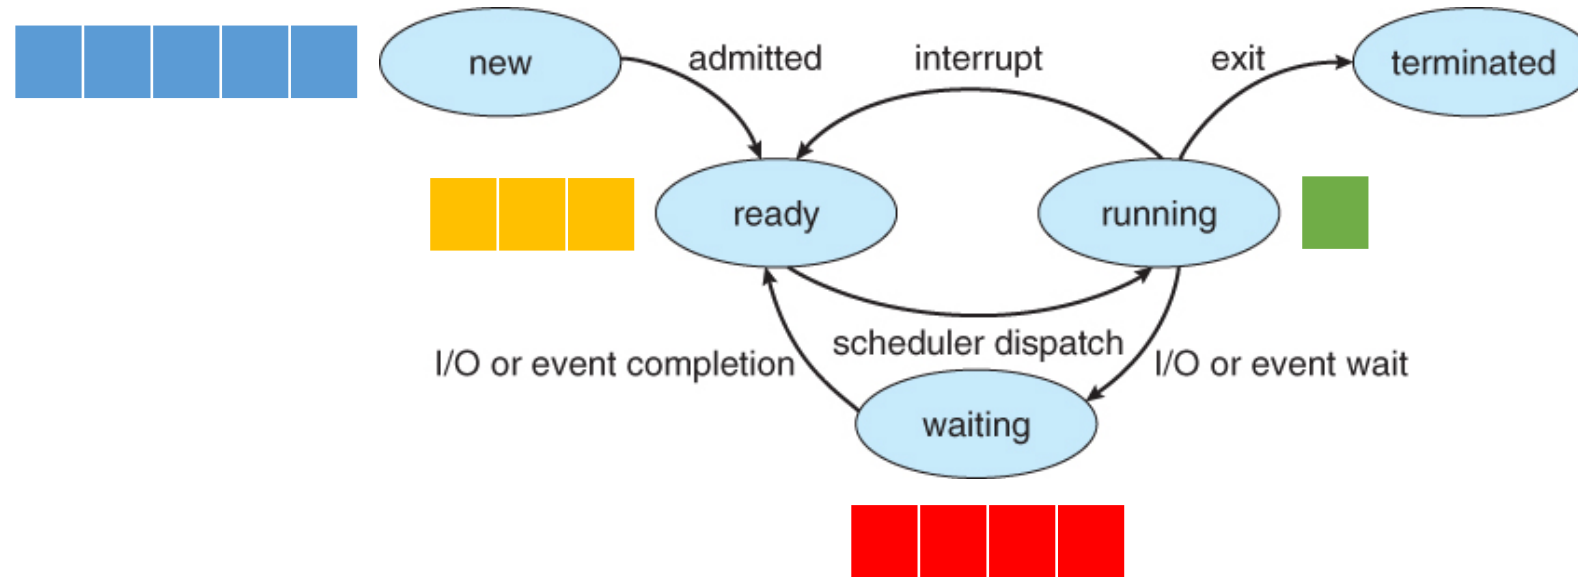 new
admitted
interrupt
exit
terminated
ready
running
scheduler dispatch
I/O or event completion
I/O or event wait
waiting